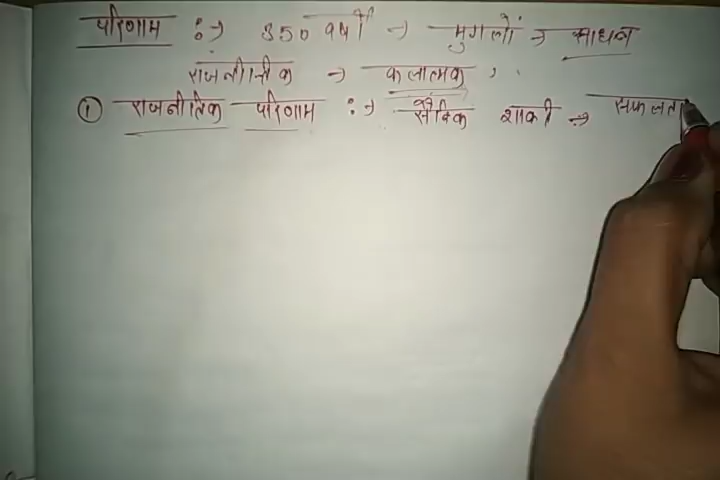 परिणाम :→ 350 वर्षो → मुगलों → साधन
राजनीतिक → कलात्मक,
① राजनीतिक परिणाम :→ सैनिक शक्ती → सफलता